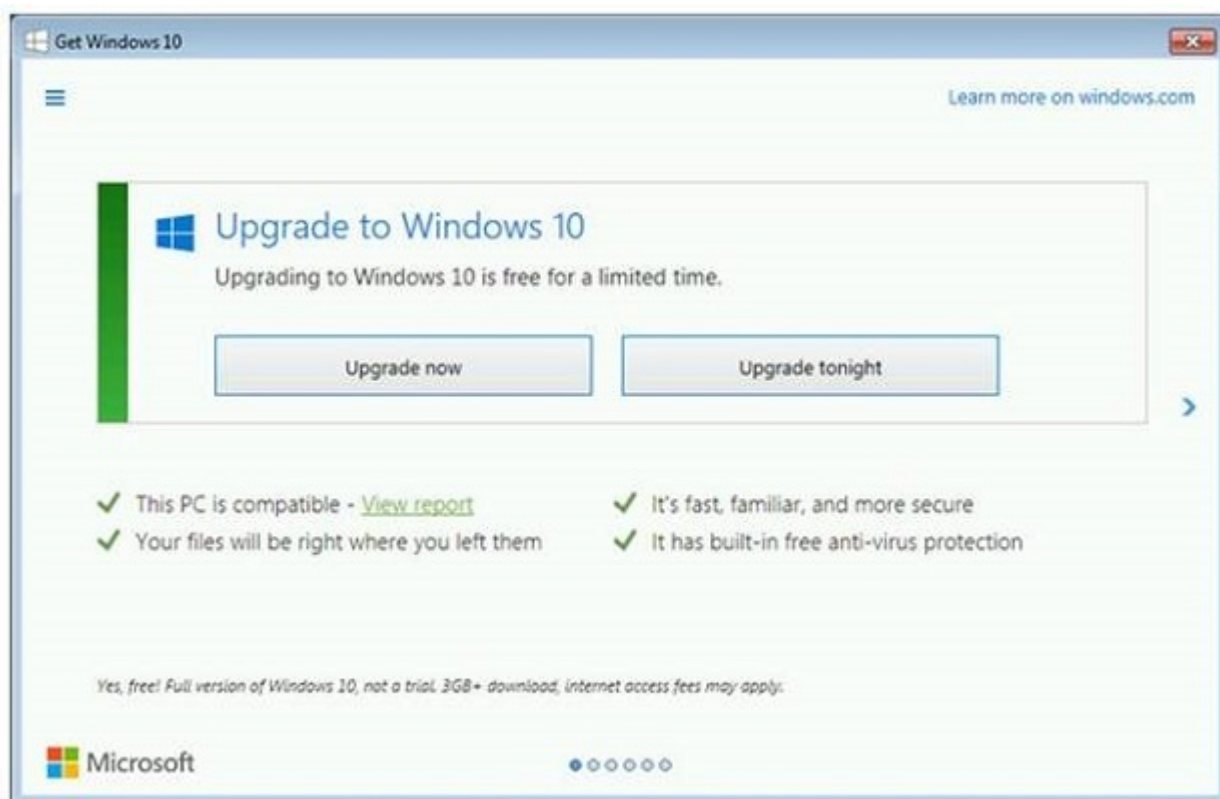 Get Windows 10
Learn more on windows.com
Upgrade to Windows 10
Upgrading to Windows 10 is free for a limited time.
Upgrade now
Upgrade tonight
This PC is compatible - View report
It's fast, familiar, and more secure
Your files will be right where you left them
It has built-in free anti-virus protection
Yes, free! Full version of Windows 10, not a trial. 3GB+ download, internet access fees may apply.
Microsoft